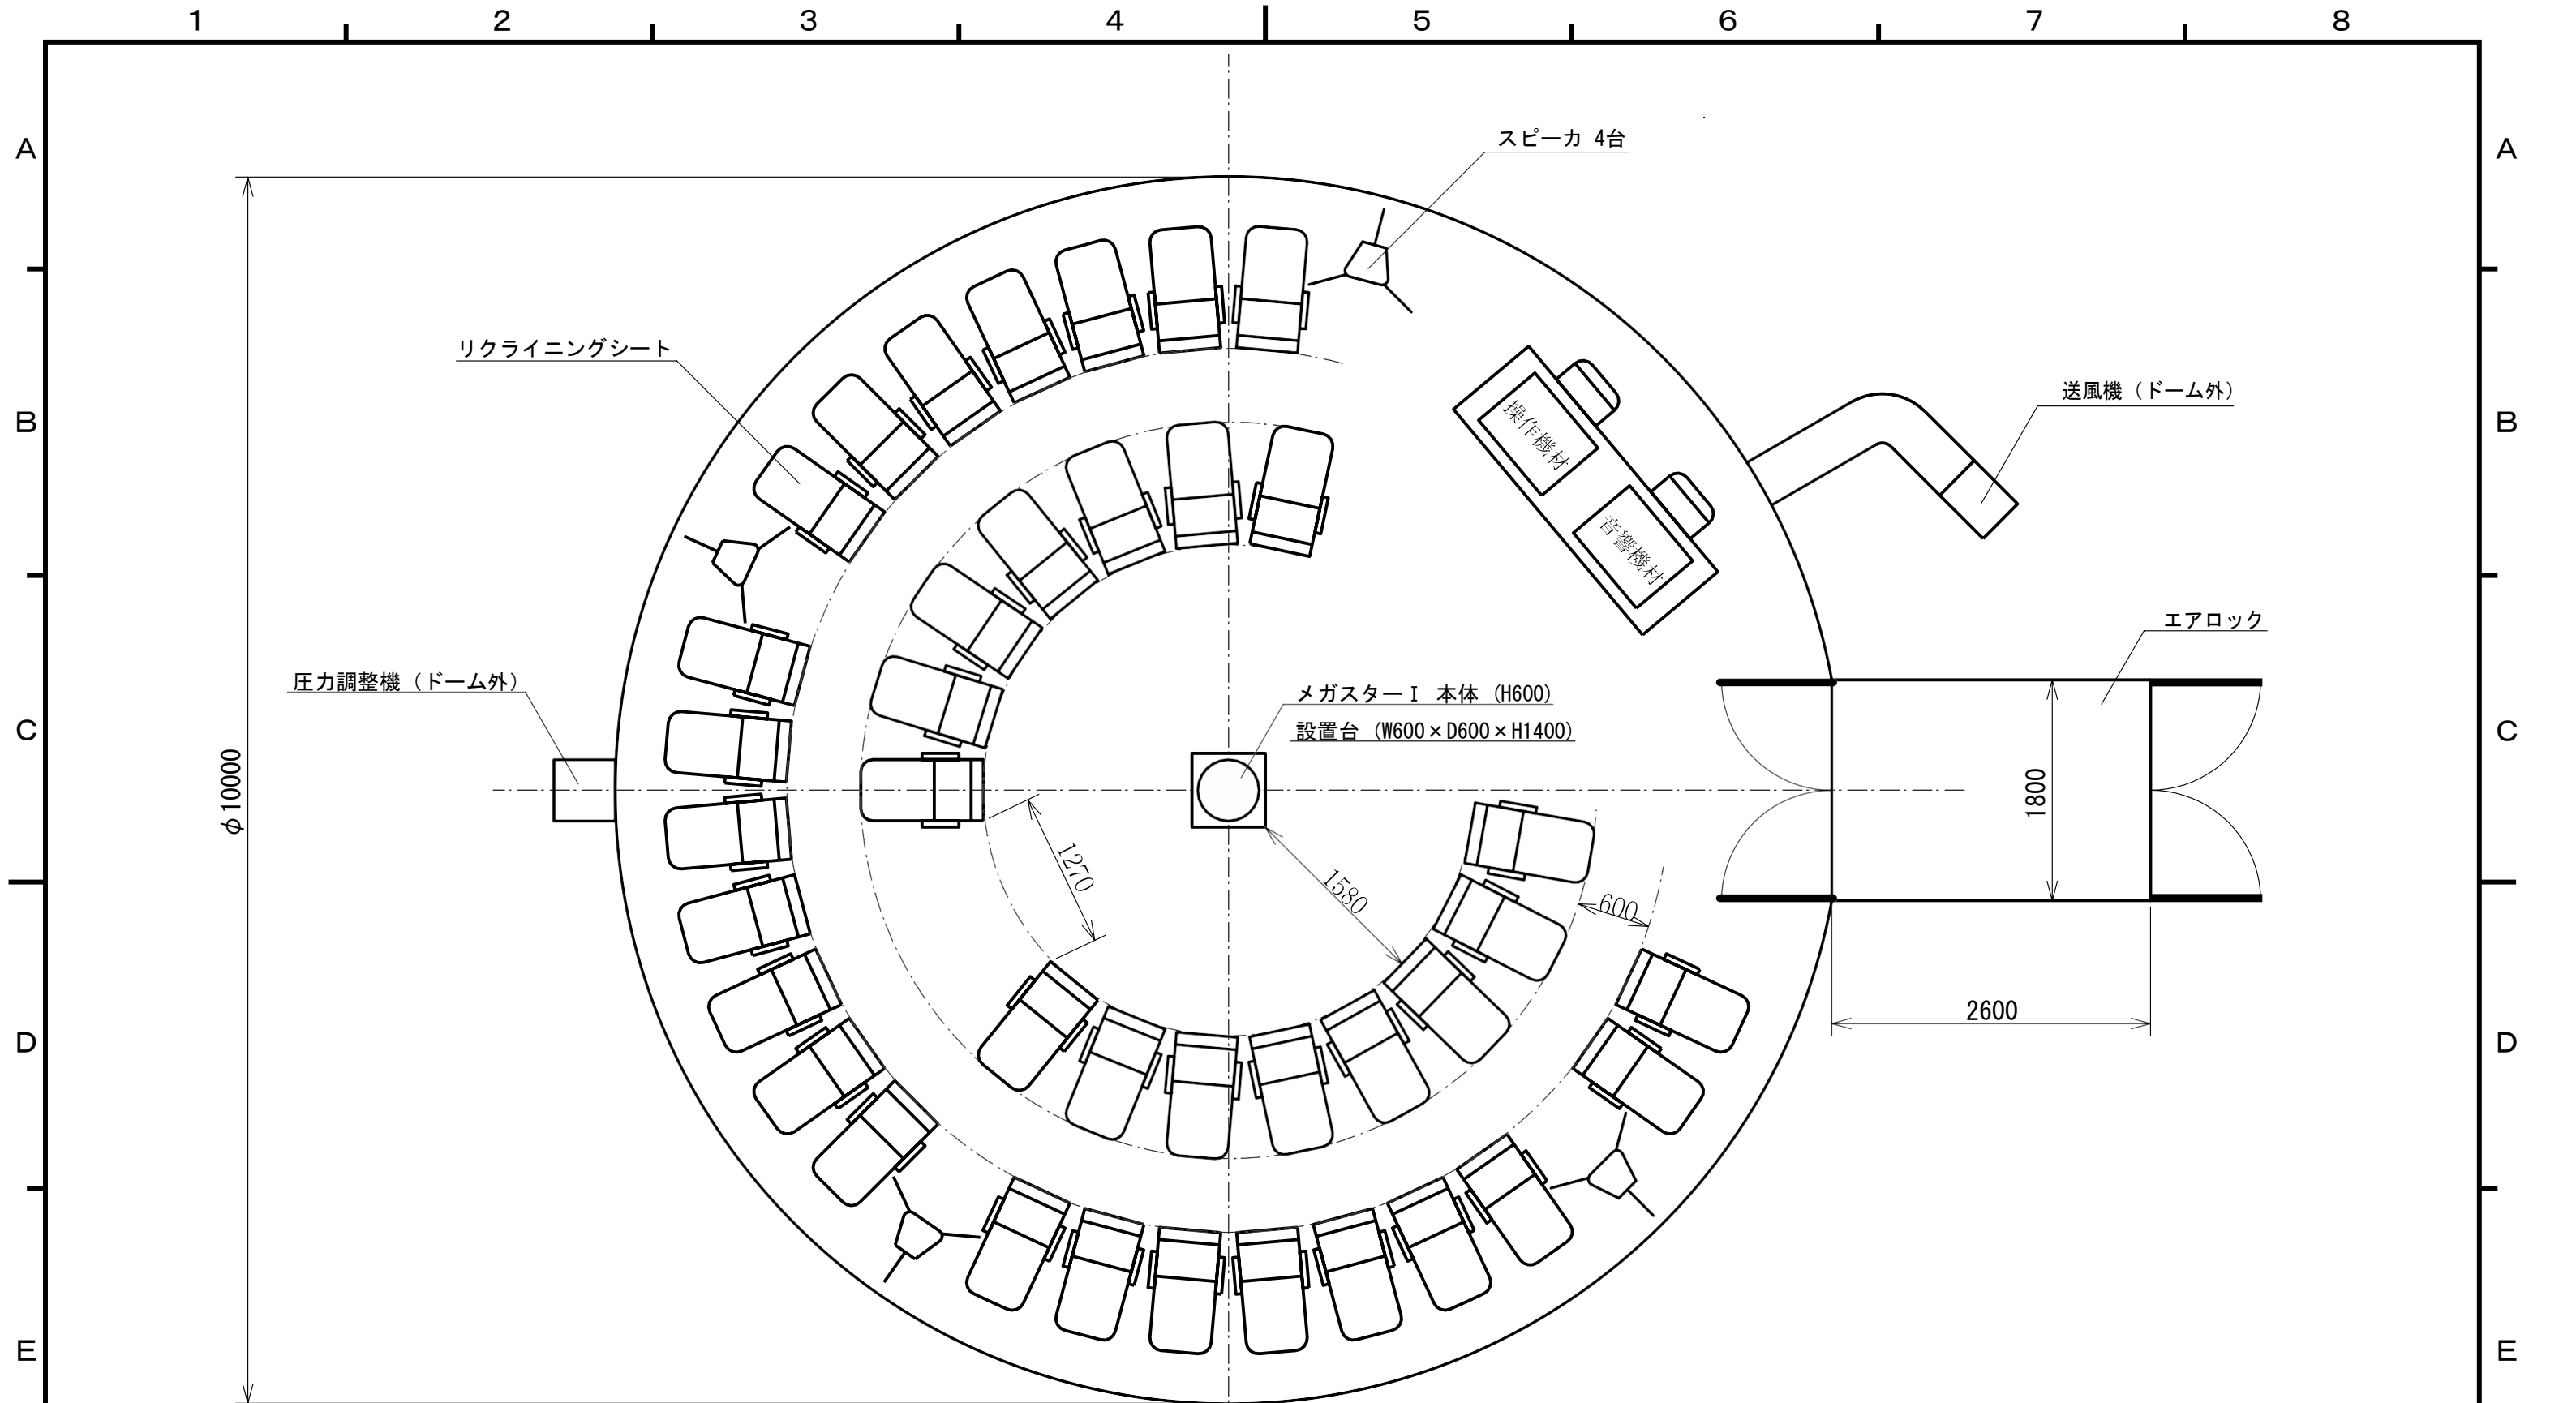 1 2 3 4 5 6 7 8
A A
スピーカ 4台
リクライニングシート
送風機（ドーム外）
B B
操作機材
音響機材
エアロック
圧力調整機（ドーム外）
メガスターⅠ 本体 (H600)
設置台 (W600×D600×H1400)
C C
φ10000
1800
1270
1580
600
2600
D D
E E